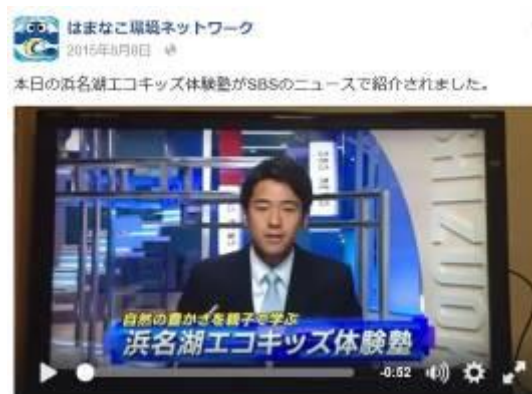 はまなこ環境ネットワーク
2015年8月8日
本日の浜名湖エコキッズ体験塾がSBSのニュースで紹介されました。
自然の豊かさを親子で学ぶ
浜名湖エコキッズ体験塾
-0:52